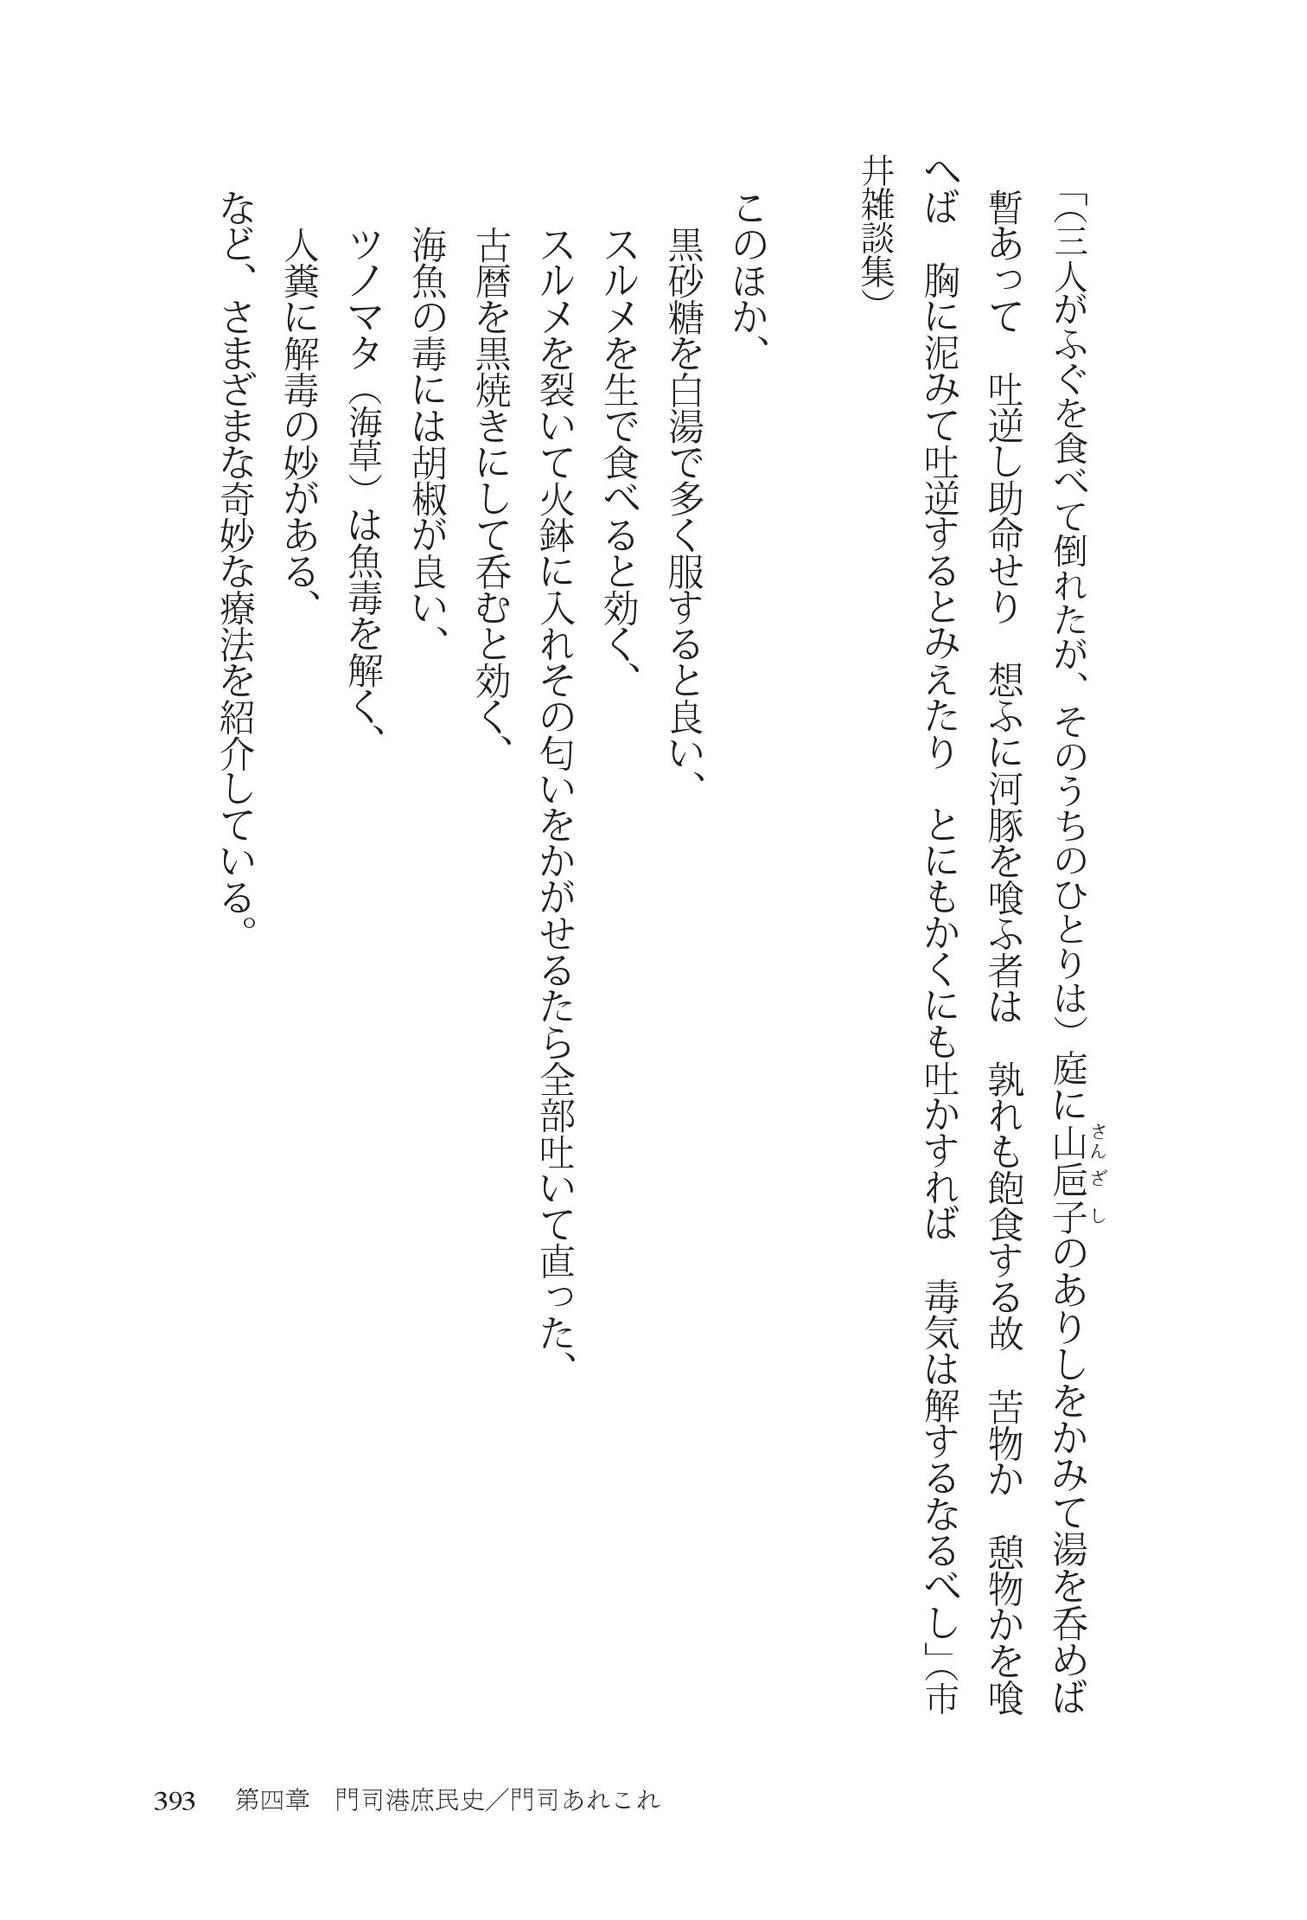 「（三人がふぐを食べて倒れたが、そのうちのひとりは）庭に山巵子のありしをかみて湯を呑めば
さんざし
暫あって　吐逆し助命せり　想ふに河豚を喰ふ者は　孰れも飽食する故　苦物か　憩物かを喰
へば　胸に泥みて吐逆するとみえたり　とにもかくにも吐かすれば　毒気は解するなるべし」（市
井雑談集）
このほか、
黒砂糖を白湯で多く服すると良い、
スルメを生で食べると効く、
スルメを裂いて火鉢に入れその匂いをかがせるたら全部吐いて直った、
古暦を黒焼きにして呑むと効く、
海魚の毒には胡椒が良い、
ツノマタ（海草）は魚毒を解く、
人糞に解毒の妙がある、
など、さまざまな奇妙な療法を紹介している。
393　第四章　門司港庶民史／門司あれこれ